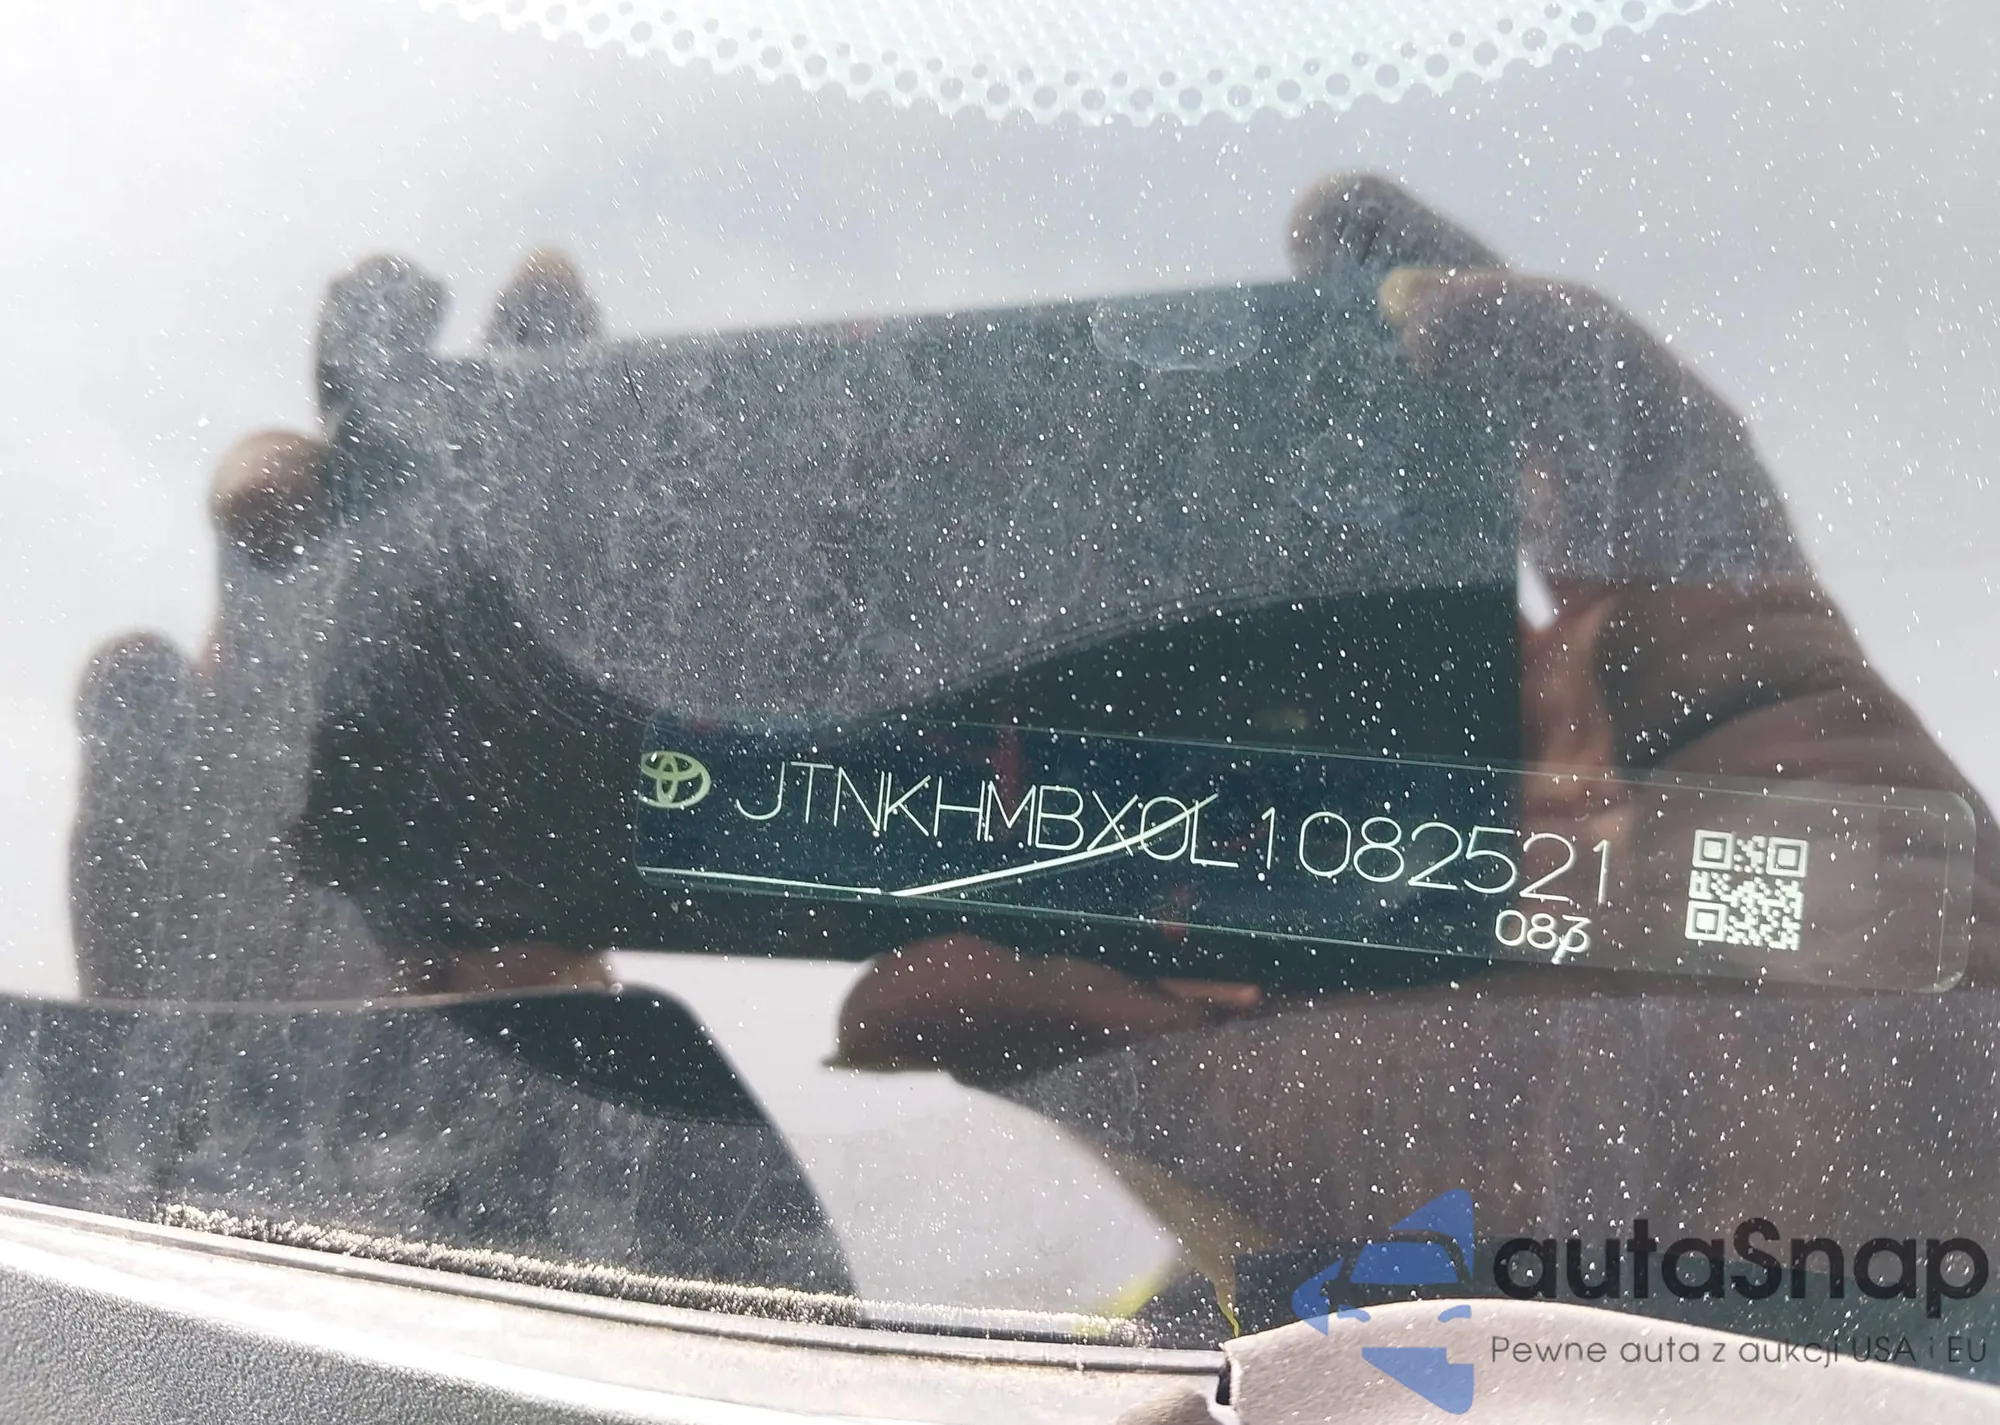 JTNKHMBX0L1082521
083
autaSnap
Pewne auta z aukcji USA i EU